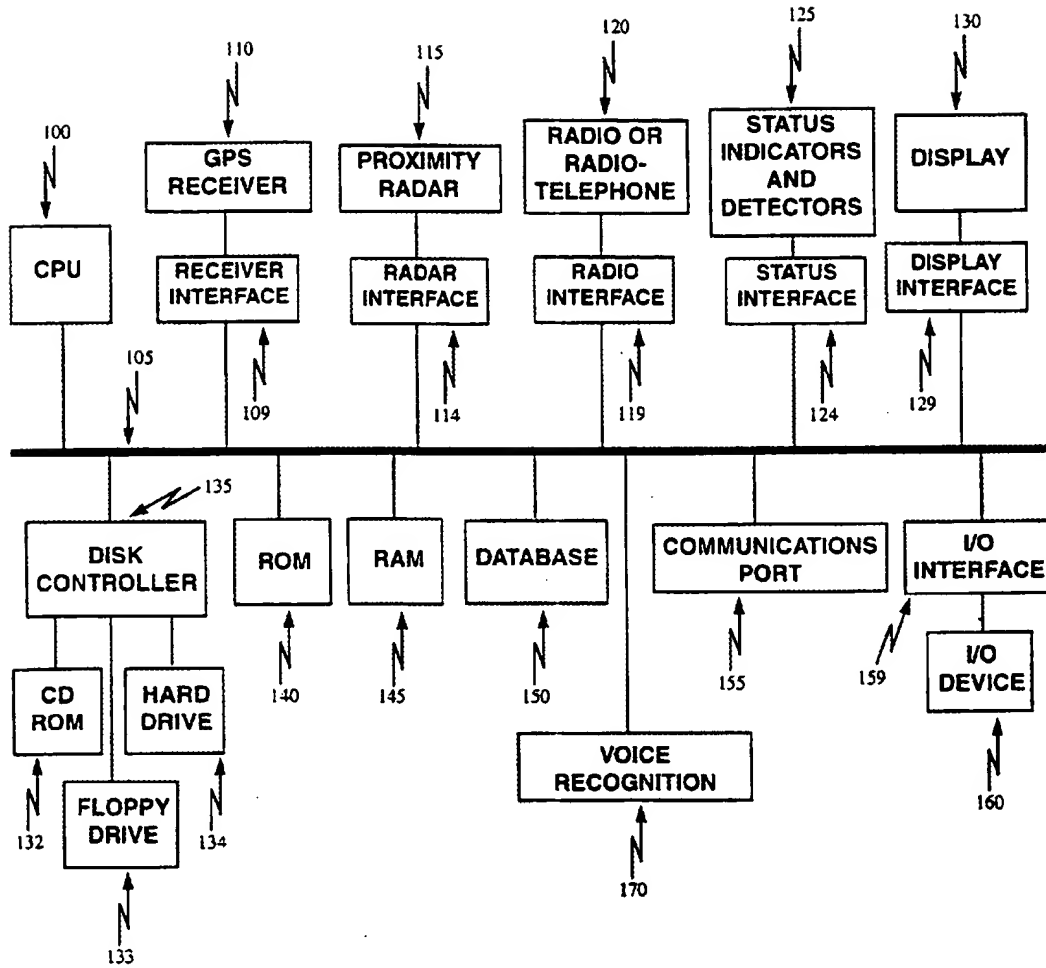 110
115
120
125
130
100
GPS
RECEIVER
PROXIMITY
RADAR
RADIO OR
RADIO-
TELEPHONE
STATUS
INDICATORS
AND
DETECTORS
DISPLAY
CPU
RECEIVER
INTERFACE
RADAR
INTERFACE
RADIO
INTERFACE
STATUS
INTERFACE
DISPLAY
INTERFACE
105
109
114
119
124
129
135
DISK
CONTROLLER
ROM
RAM
DATABASE
COMMUNICATIONS
PORT
I/O
INTERFACE
CD
ROM
HARD
DRIVE
140
145
150
155
159
I/O
DEVICE
VOICE
RECOGNITION
FLOPPY
DRIVE
132
134
160
170
133